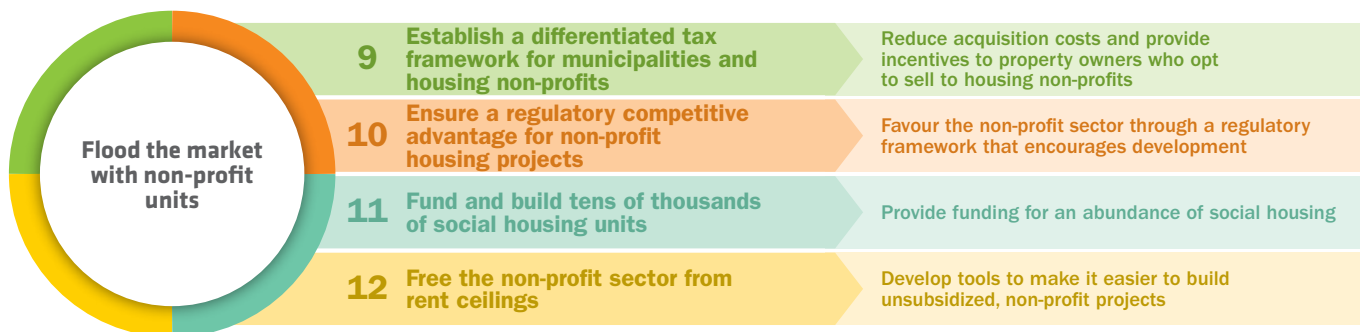 Flood the market
with non-profit
units
9
Establish a differentiated tax
framework for municipalities and
housing non-profits
Reduce acquisition costs and provide
incentives to property owners who opt
to sell to housing non-profits
10
Ensure a regulatory competitive
advantage for non-profit
housing projects
Favour the non-profit sector through a regulatory
framework that encourages development
11
Fund and build tens of thousands
of social housing units
Provide funding for an abundance of social housing
12
Free the non-profit sector from
rent ceilings
Develop tools to make it easier to build
unsubsidized, non-profit projects